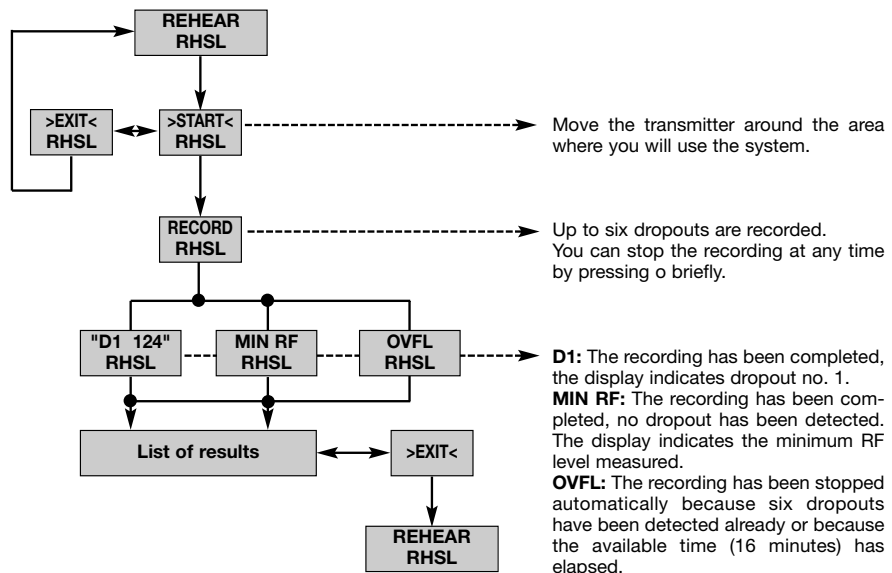 REHEAR
RHSL
>EXIT<
RHSL
>START<
RHSL
Move the transmitter around the area
where you will use the system.
RECORD
RHSL
Up to six dropouts are recorded.
You can stop the recording at any time
by pressing o briefly.
"D1 124"
RHSL
MIN RF
RHSL
OVFL
RHSL
D1: The recording has been completed,
the display indicates dropout no. 1.
MIN RF: The recording has been com-
pleted, no dropout has been detected.
The display indicates the minimum RF
level measured.
OVFL: The recording has been stopped
automatically because six dropouts
have been detected already or because
the available time (16 minutes) has
elapsed.
List of results
>EXIT<
REHEAR
RHSL